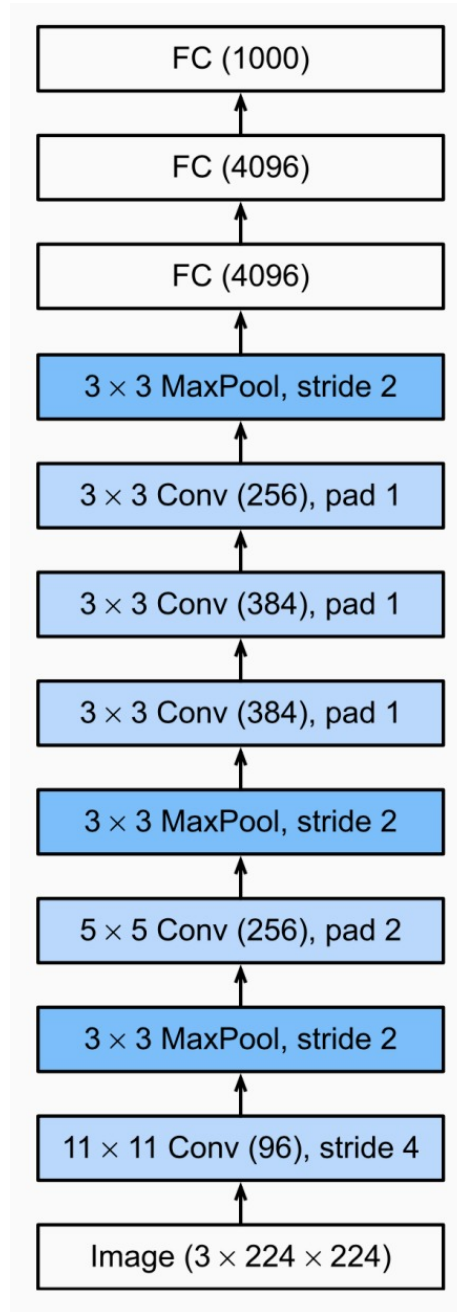 FC (1000)
FC (4096)
FC (4096)
3 × 3 MaxPool, stride 2
3 × 3 Conv (256), pad 1
3 × 3 Conv (384), pad 1
3 × 3 Conv (384), pad 1
3 × 3 MaxPool, stride 2
5 × 5 Conv (256), pad 2
3 × 3 MaxPool, stride 2
11 × 11 Conv (96), stride 4
Image (3 × 224 × 224)